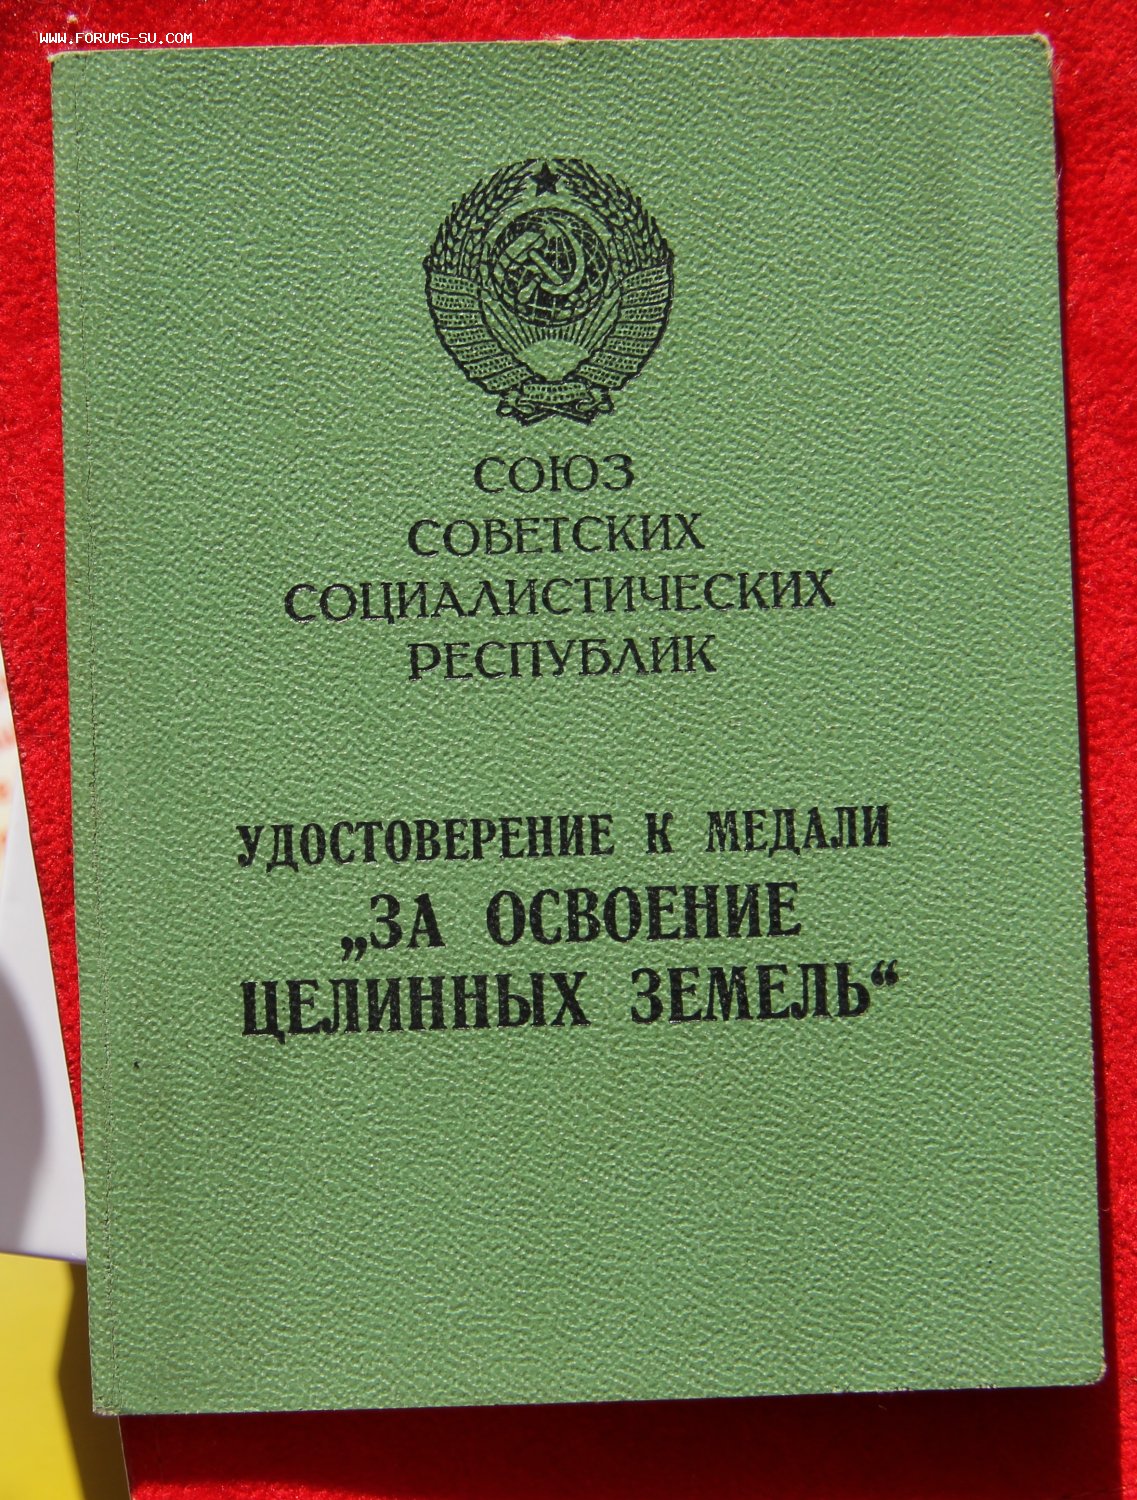 WWW.FORUMS-SU.COM
СОЮЗ
СОВЕТСКИХ
СОЦИАЛИСТИЧЕСКИХ
РЕСПУБЛИК
УДОСТОВЕРЕНИЕ К МЕДАЛИ
„ЗА ОСВОЕНИЕ
ЦЕЛИННЫХ ЗЕМЕЛЬ“